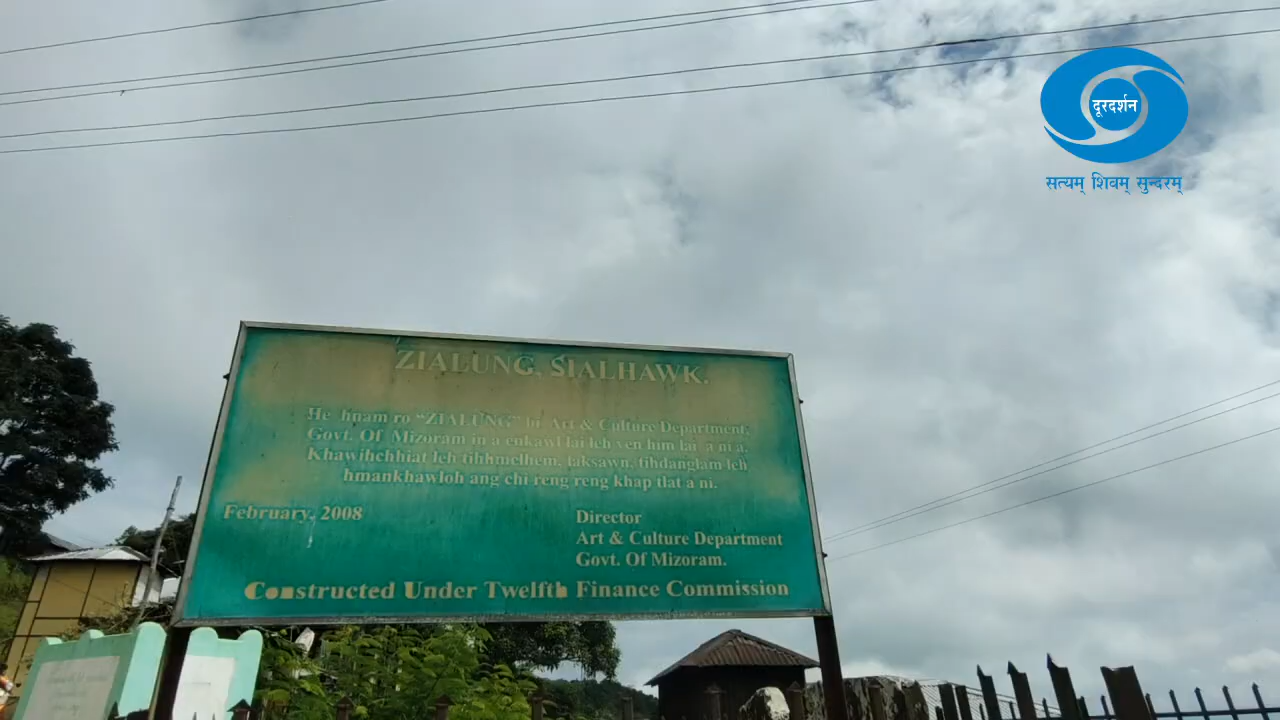 दूरदर्शन
सत्यम् शिवम् सुन्दरम्
ZIALUNG, SIALHAWK.
He hmam ro "ZIALUNG" hi Art & Culture Department,
Govt. Of Mizoram in a enkawl lai leh ven him lai a ni a.
Khawihchhiat leh tihhmelhem, laksawn, tihdanglam leh
hmankhawloh ang chi reng reng khap tlat a ni.
February, 2008
Director
Art & Culture Department
Govt. Of Mizoram.
Constructed Under Twelfth Finance Commission